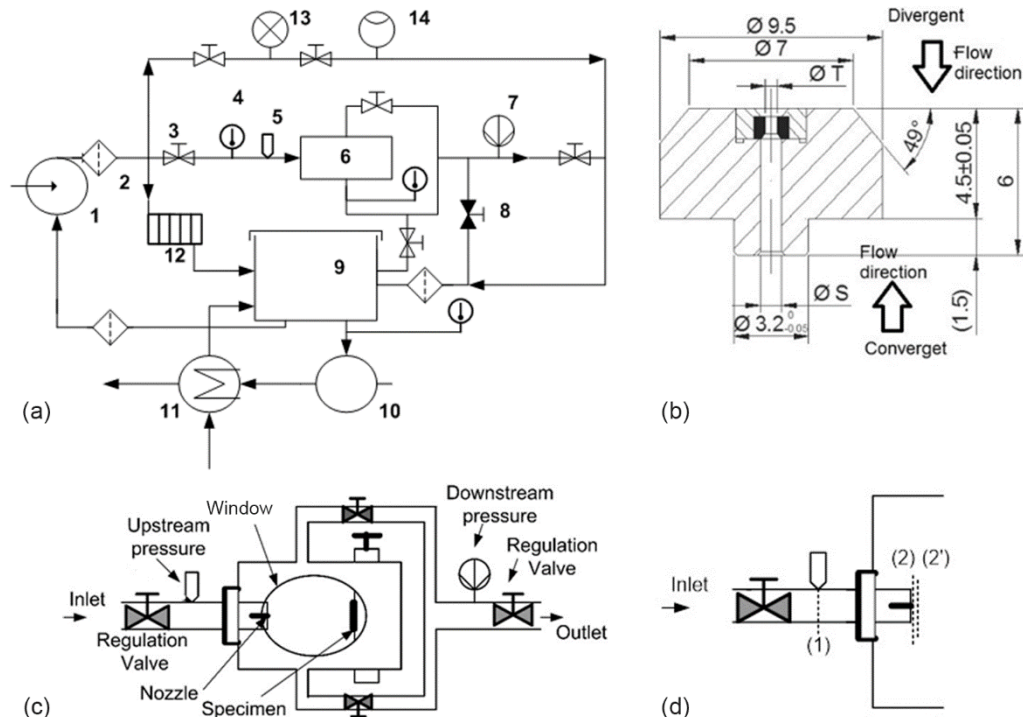 13
14
4
5
3
6
7
2
1
8
12
9
11
10
(a)
Divergent
Flow
direction
Ø 9.5
Ø 7
Ø T
49°
4.5±0.05
6
(1.5)
Flow
direction
Ø S
Ø 3.2 0 -0.05
Converget
(b)
Window
Upstream
pressure
Downstream
pressure
Regulation
Valve
Inlet
Outlet
Regulation
Valve
Nozzle
Specimen
(c)
Inlet
(2) (2')
(1)
(d)